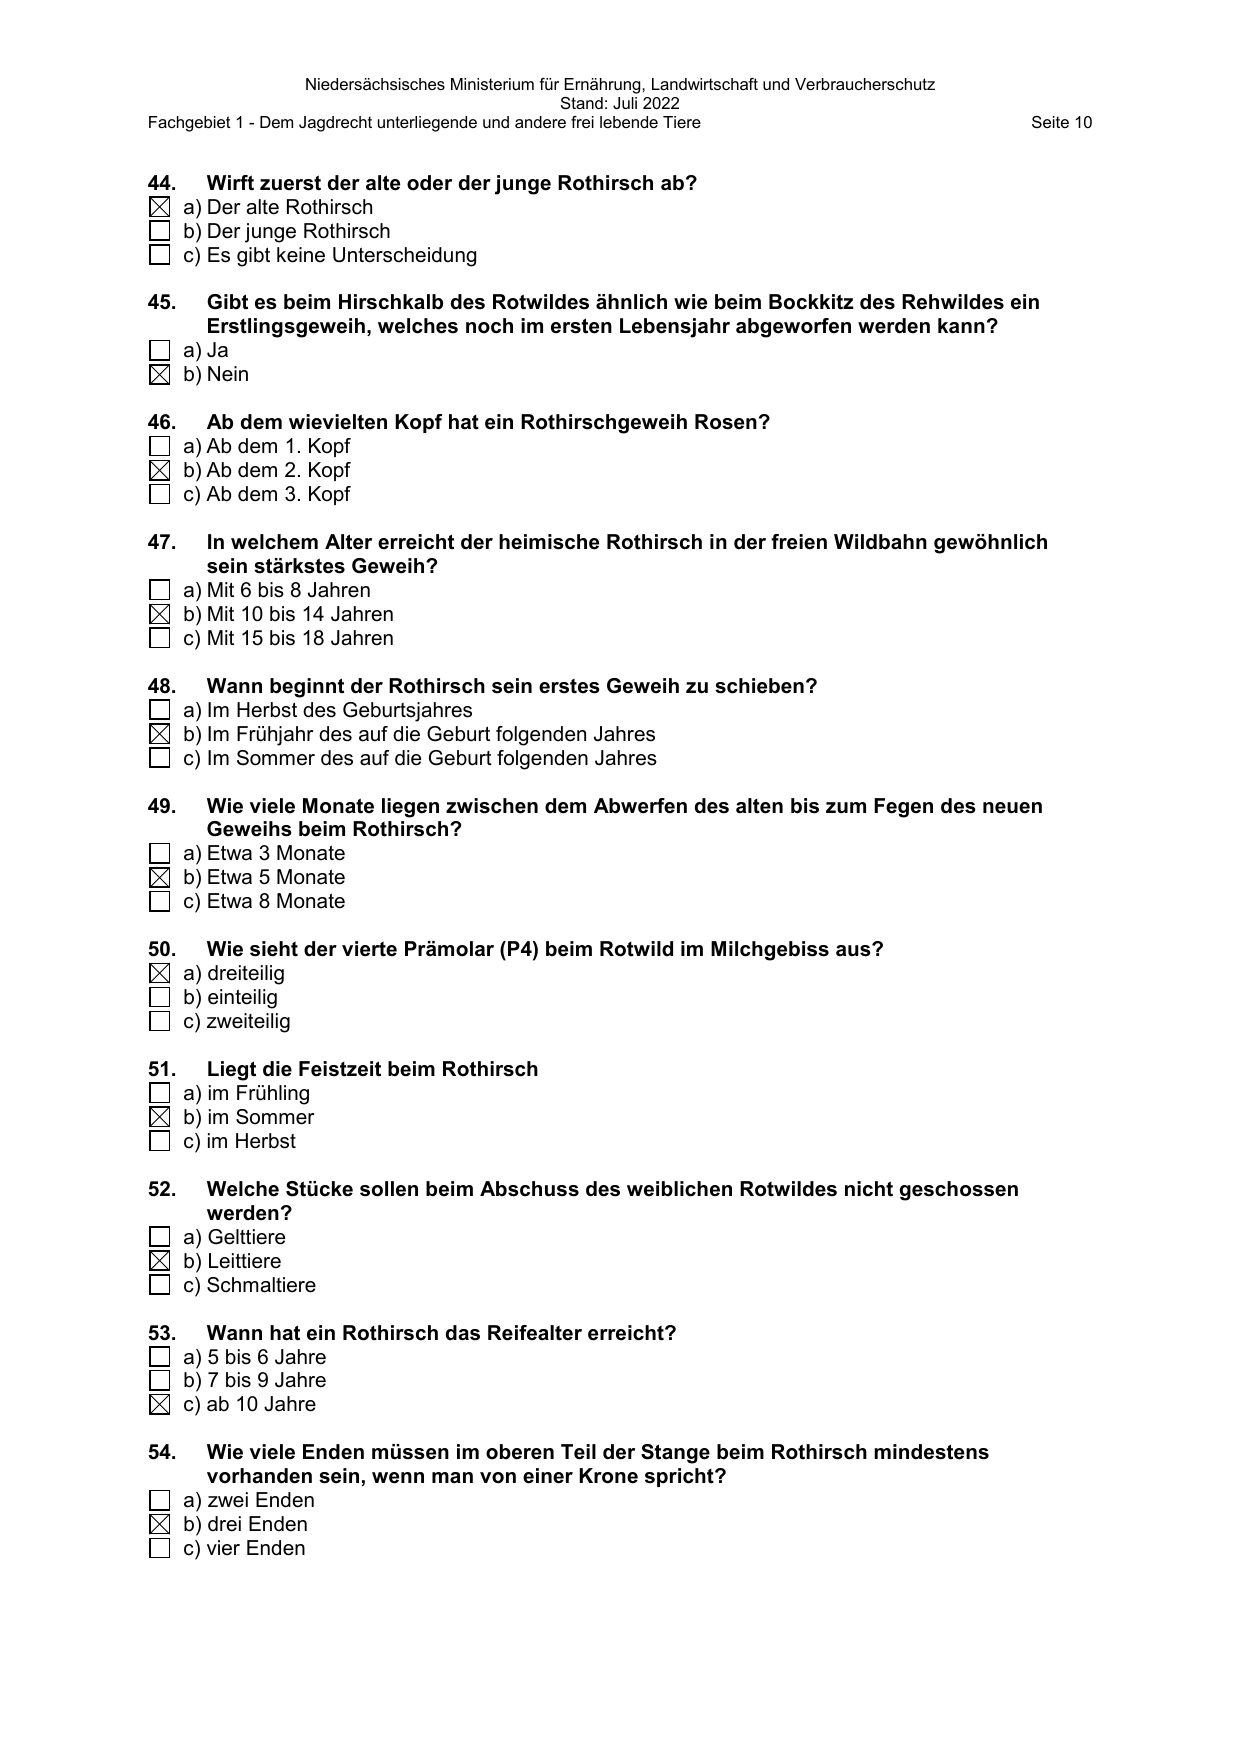 Niedersächsisches Ministerium für Ernährung, Landwirtschaft und Verbraucherschutz
Stand: Juli 2022
Fachgebiet 1 - Dem Jagdrecht unterliegende und andere frei lebende Tiere Seite 10
44. Wirft zuerst der alte oder der junge Rothirsch ab?
☒ a) Der alte Rothirsch
☐ b) Der junge Rothirsch
☐ c) Es gibt keine Unterscheidung
45. Gibt es beim Hirschkalb des Rotwildes ähnlich wie beim Bockkitz des Rehwildes ein
Erstlingsgeweih, welches noch im ersten Lebensjahr abgeworfen werden kann?
☐ a) Ja
☒ b) Nein
46. Ab dem wievielten Kopf hat ein Rothirschgeweih Rosen?
☐ a) Ab dem 1. Kopf
☒ b) Ab dem 2. Kopf
☐ c) Ab dem 3. Kopf
47. In welchem Alter erreicht der heimische Rothirsch in der freien Wildbahn gewöhnlich
sein stärkstes Geweih?
☐ a) Mit 6 bis 8 Jahren
☒ b) Mit 10 bis 14 Jahren
☐ c) Mit 15 bis 18 Jahren
48. Wann beginnt der Rothirsch sein erstes Geweih zu schieben?
☐ a) Im Herbst des Geburtsjahres
☒ b) Im Frühjahr des auf die Geburt folgenden Jahres
☐ c) Im Sommer des auf die Geburt folgenden Jahres
49. Wie viele Monate liegen zwischen dem Abwerfen des alten bis zum Fegen des neuen
Geweihs beim Rothirsch?
☐ a) Etwa 3 Monate
☒ b) Etwa 5 Monate
☐ c) Etwa 8 Monate
50. Wie sieht der vierte Prämolar (P4) beim Rotwild im Milchgebiss aus?
☒ a) dreiteilig
☐ b) einteilig
☐ c) zweiteilig
51. Liegt die Feistzeit beim Rothirsch
☐ a) im Frühling
☒ b) im Sommer
☐ c) im Herbst
52. Welche Stücke sollen beim Abschuss des weiblichen Rotwildes nicht geschossen
werden?
☐ a) Gelttiere
☒ b) Leittiere
☐ c) Schmaltiere
53. Wann hat ein Rothirsch das Reifealter erreicht?
☐ a) 5 bis 6 Jahre
☐ b) 7 bis 9 Jahre
☒ c) ab 10 Jahre
54. Wie viele Enden müssen im oberen Teil der Stange beim Rothirsch mindestens
vorhanden sein, wenn man von einer Krone spricht?
☐ a) zwei Enden
☒ b) drei Enden
☐ c) vier Enden